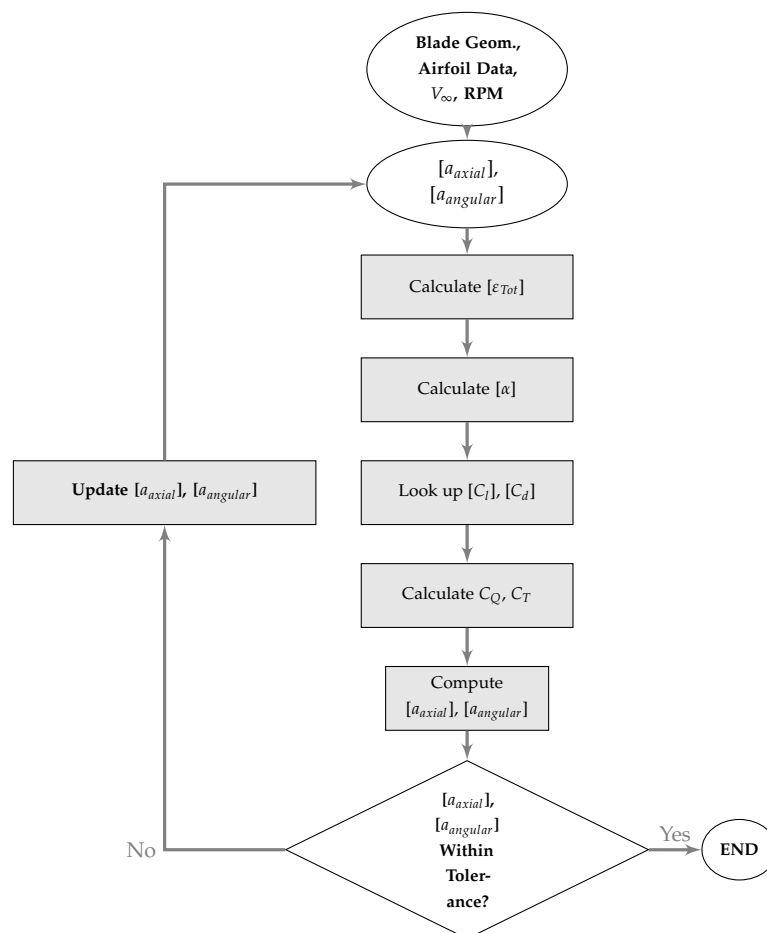 Blade Geom.,
Airfoil Data,
V∞, RPM
[a_axial],
[a_angular]
Calculate [ε_Tot]
Calculate [α]
Update [a_axial], [a_angular]
Look up [C_l], [C_d]
Calculate C_Q, C_T
Compute
[a_axial], [a_angular]
[a_axial],
[a_angular]
Within
Toler-
ance?
No
Yes
END